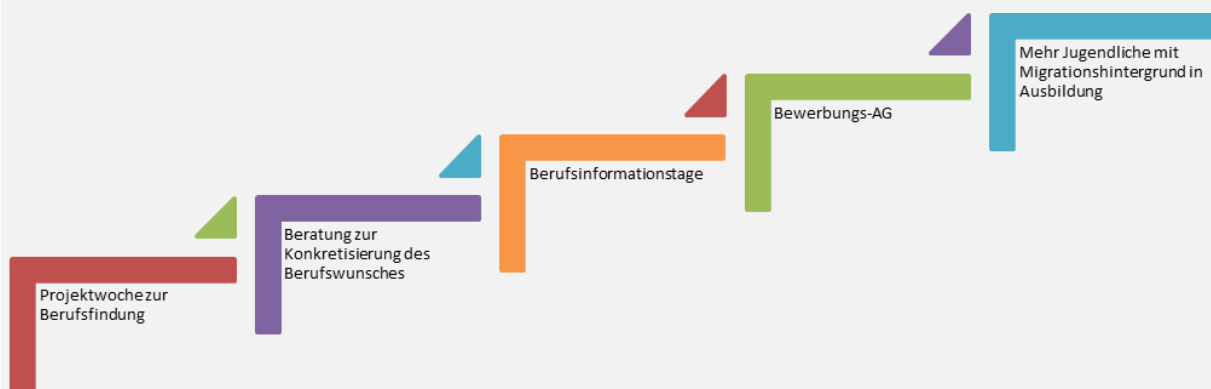 Projektwoche zur
Berufsfindung
Beratung zur
Konkretisierung des
Berufswunsches
Berufsinformationstage
Bewerbungs-AG
Mehr Jugendliche mit
Migrationshintergrund in
Ausbildung